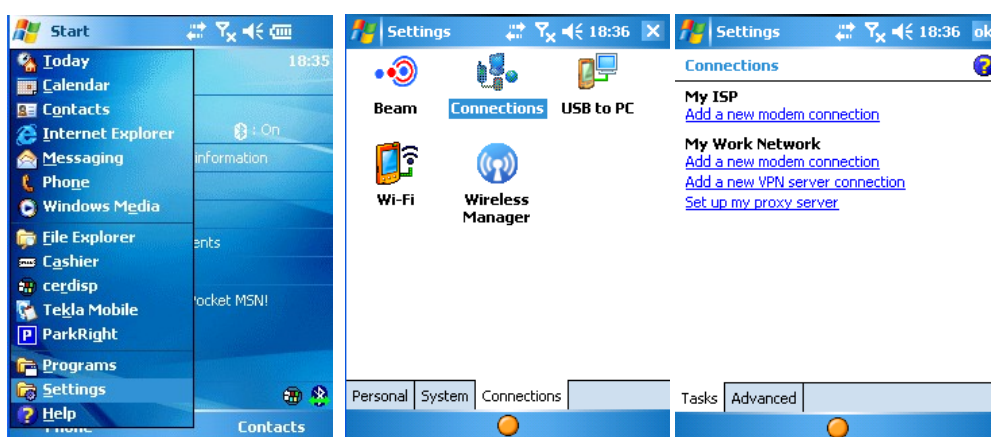 Start
Today
Calendar
Contacts
Internet Explorer
Messaging
Phone
Windows Media
File Explorer
Cashier
cerdisp
Tekla Mobile
ParkRight
Programs
Settings
Help
18:35
: On
information
ents
ocket MSN!
Phone
Contacts
Settings
18:36
Beam
Connections
USB to PC
Wi-Fi
Wireless
Manager
Personal
System
Connections
Settings
18:36
ok
Connections
My ISP
Add a new modem connection
My Work Network
Add a new modem connection
Add a new VPN server connection
Set up my proxy server
Tasks
Advanced